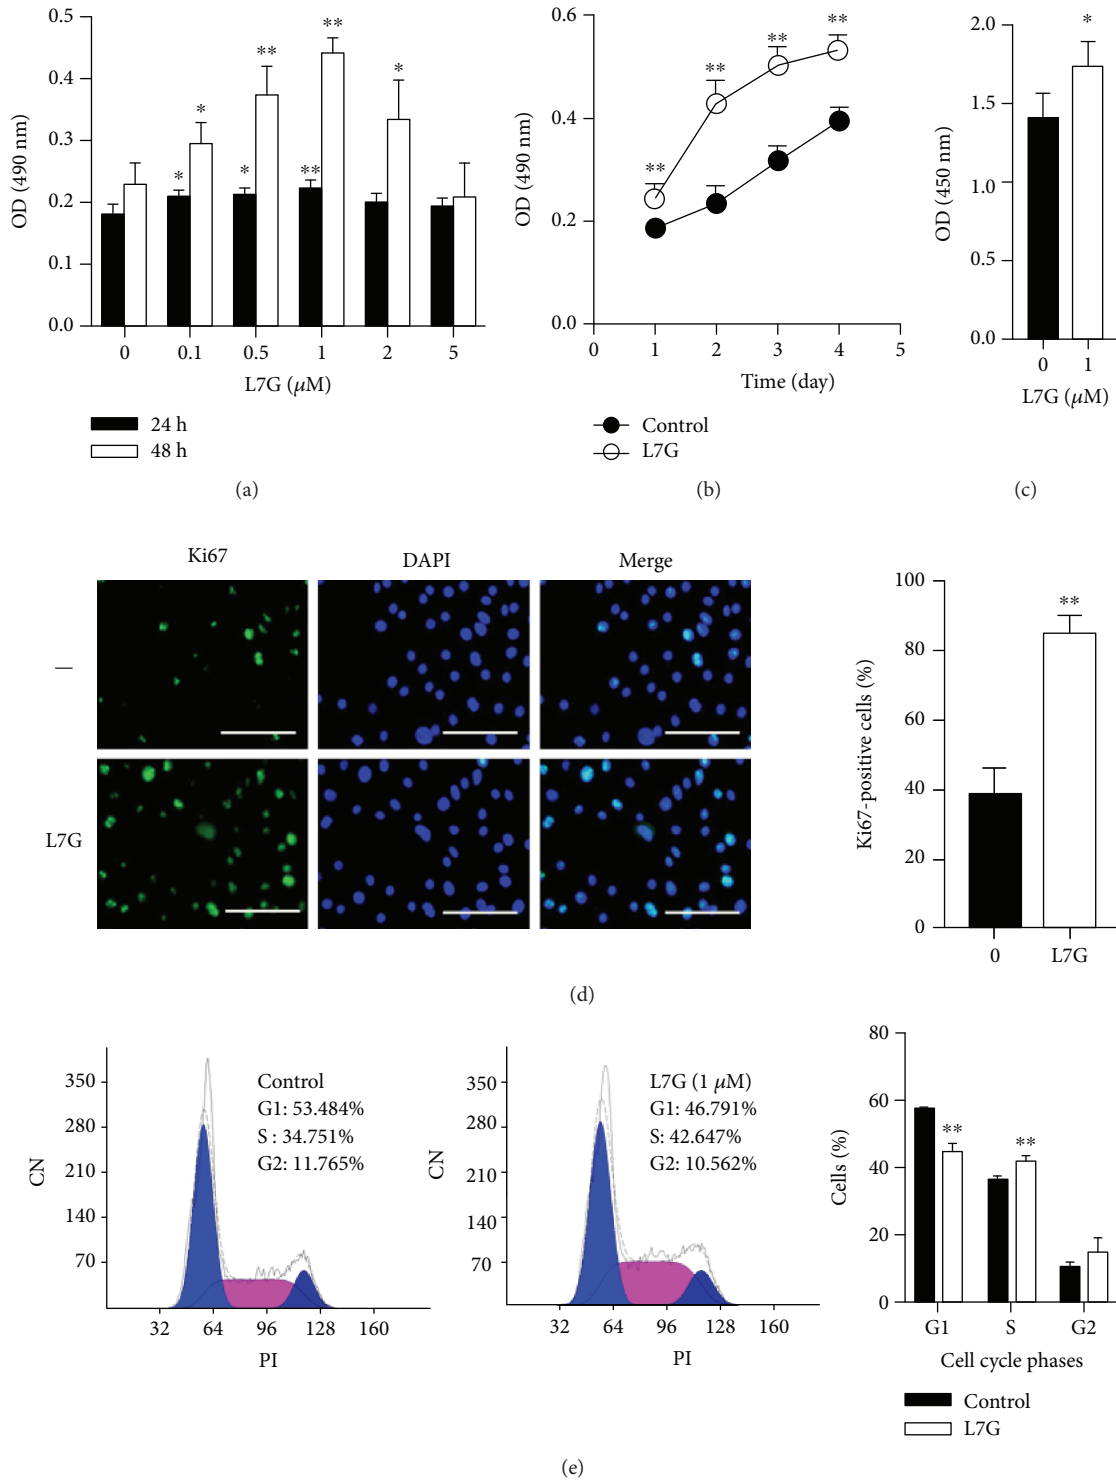 0.5
0.4
0.3
0.2
0.1
0.0
OD (490 nm)
* ** ** *
* * **
0 0.1 0.5 1 2 5
L7G (μM)
24 h
48 h
(a)
0.6
0.4
0.2
0.0
OD (490 nm)
** ** ** **
0 1 2 3 4 5
Time (day)
Control
L7G
(b)
2.0
1.5
1.0
0.5
0.0
OD (450 nm)
*
0 1
L7G (μM)
(c)
Ki67 DAPI Merge
—
L7G
100
80
60
40
20
0
Ki67-positive cells (%)
**
0 L7G
(d)
350
280
210
140
70
CN
Control
G1: 53.484%
S : 34.751%
G2: 11.765%
32 64 96 128 160
PI
350
280
210
140
70
CN
L7G (1 μM)
G1: 46.791%
S: 42.647%
G2: 10.562%
32 64 96 128 160
PI
80
60
40
20
0
Cells (%)
** **
G1 S G2
Cell cycle phases
Control
L7G
(e)